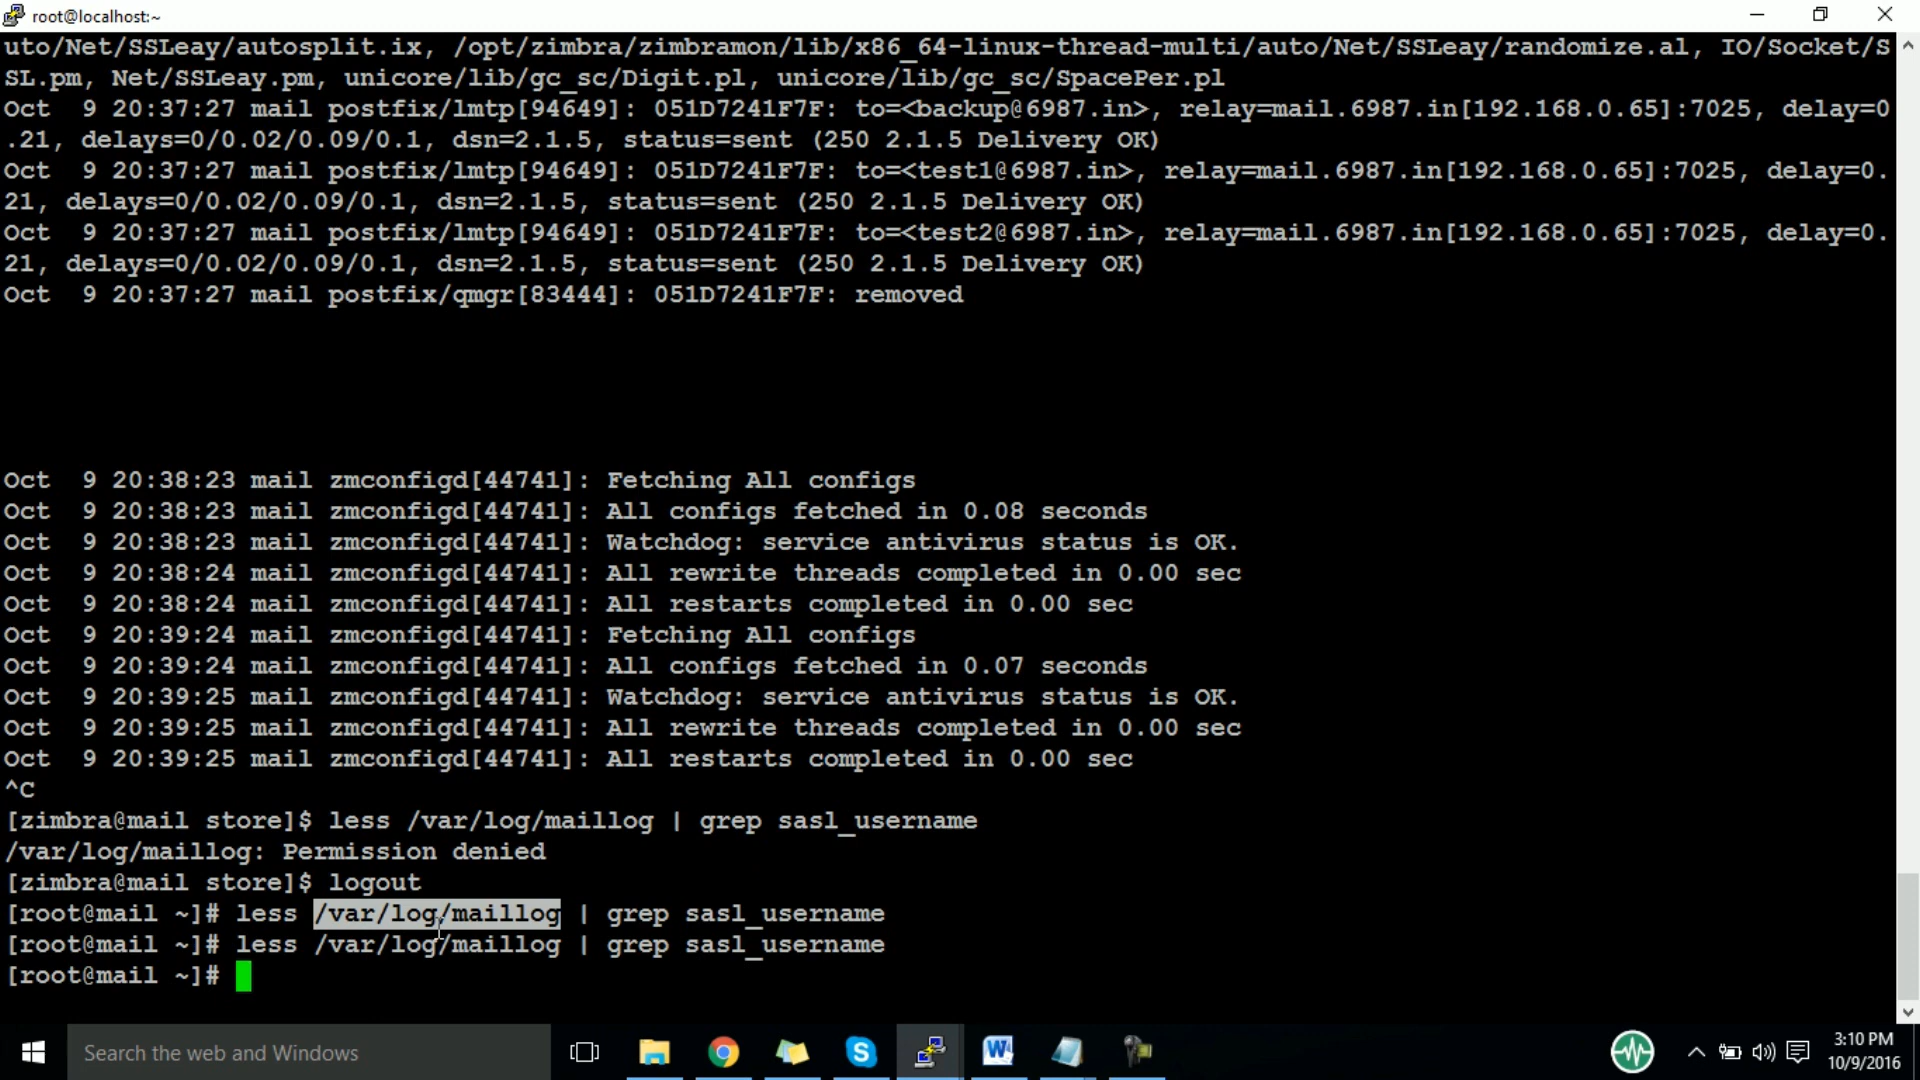 root@localhost:~
uto/Net/SSLeay/autosplit.ix, /opt/zimbra/zimbramon/lib/x86_64-linux-thread-multi/auto/Net/SSLeay/randomize.al, IO/Socket/S
SL.pm, Net/SSLeay.pm, unicore/lib/gc_sc/Digit.pl, unicore/lib/gc_sc/SpacePer.pl
Oct  9 20:37:27 mail postfix/lmtp[94649]: 051D7241F7F: to=<backup@6987.in>, relay=mail.6987.in[192.168.0.65]:7025, delay=0
.21, delays=0/0.02/0.09/0.1, dsn=2.1.5, status=sent (250 2.1.5 Delivery OK)
Oct  9 20:37:27 mail postfix/lmtp[94649]: 051D7241F7F: to=<test1@6987.in>, relay=mail.6987.in[192.168.0.65]:7025, delay=0.
21, delays=0/0.02/0.09/0.1, dsn=2.1.5, status=sent (250 2.1.5 Delivery OK)
Oct  9 20:37:27 mail postfix/lmtp[94649]: 051D7241F7F: to=<test2@6987.in>, relay=mail.6987.in[192.168.0.65]:7025, delay=0.
21, delays=0/0.02/0.09/0.1, dsn=2.1.5, status=sent (250 2.1.5 Delivery OK)
Oct  9 20:37:27 mail postfix/qmgr[83444]: 051D7241F7F: removed
Oct  9 20:38:23 mail zmconfigd[44741]: Fetching All configs
Oct  9 20:38:23 mail zmconfigd[44741]: All configs fetched in 0.08 seconds
Oct  9 20:38:23 mail zmconfigd[44741]: Watchdog: service antivirus status is OK.
Oct  9 20:38:24 mail zmconfigd[44741]: All rewrite threads completed in 0.00 sec
Oct  9 20:38:24 mail zmconfigd[44741]: All restarts completed in 0.00 sec
Oct  9 20:39:24 mail zmconfigd[44741]: Fetching All configs
Oct  9 20:39:24 mail zmconfigd[44741]: All configs fetched in 0.07 seconds
Oct  9 20:39:25 mail zmconfigd[44741]: Watchdog: service antivirus status is OK.
Oct  9 20:39:25 mail zmconfigd[44741]: All rewrite threads completed in 0.00 sec
Oct  9 20:39:25 mail zmconfigd[44741]: All restarts completed in 0.00 sec
^C
[zimbra@mail store]$ less /var/log/maillog | grep sasl_username
/var/log/maillog: Permission denied
[zimbra@mail store]$ logout
[root@mail ~]# less /var/log/maillog | grep sasl_username
[root@mail ~]# less /var/log/maillog | grep sasl_username
[root@mail ~]#
Search the web and Windows
3:10 PM
10/9/2016